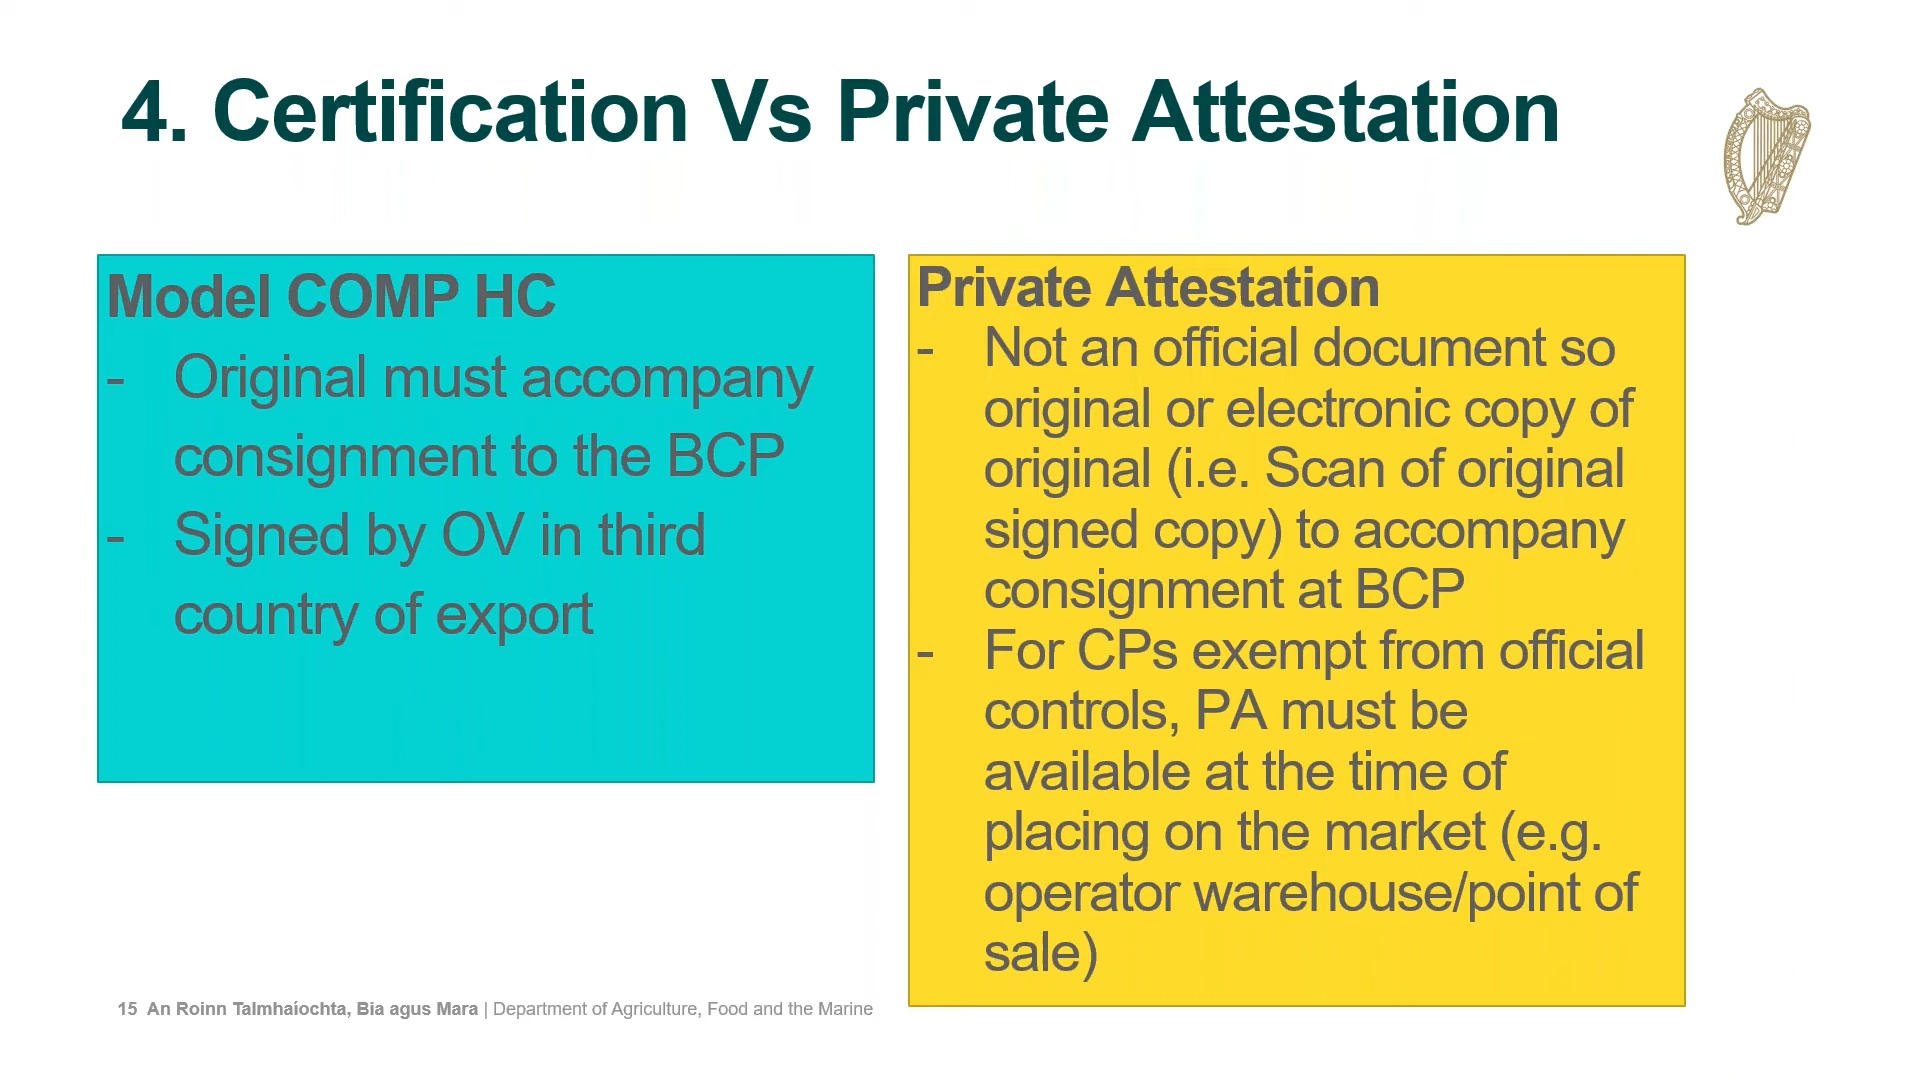 4. Certification Vs Private Attestation
Model COMP HC
- Original must accompany
consignment to the BCP
- Signed by OV in third
country of export
Private Attestation
- Not an official document so
original or electronic copy of
original (i.e. Scan of original
signed copy) to accompany
consignment at BCP
- For CPs exempt from official
controls, PA must be
available at the time of
placing on the market (e.g.
operator warehouse/point of
sale)
15 An Roinn Talmhaíochta, Bia agus Mara | Department of Agriculture, Food and the Marine